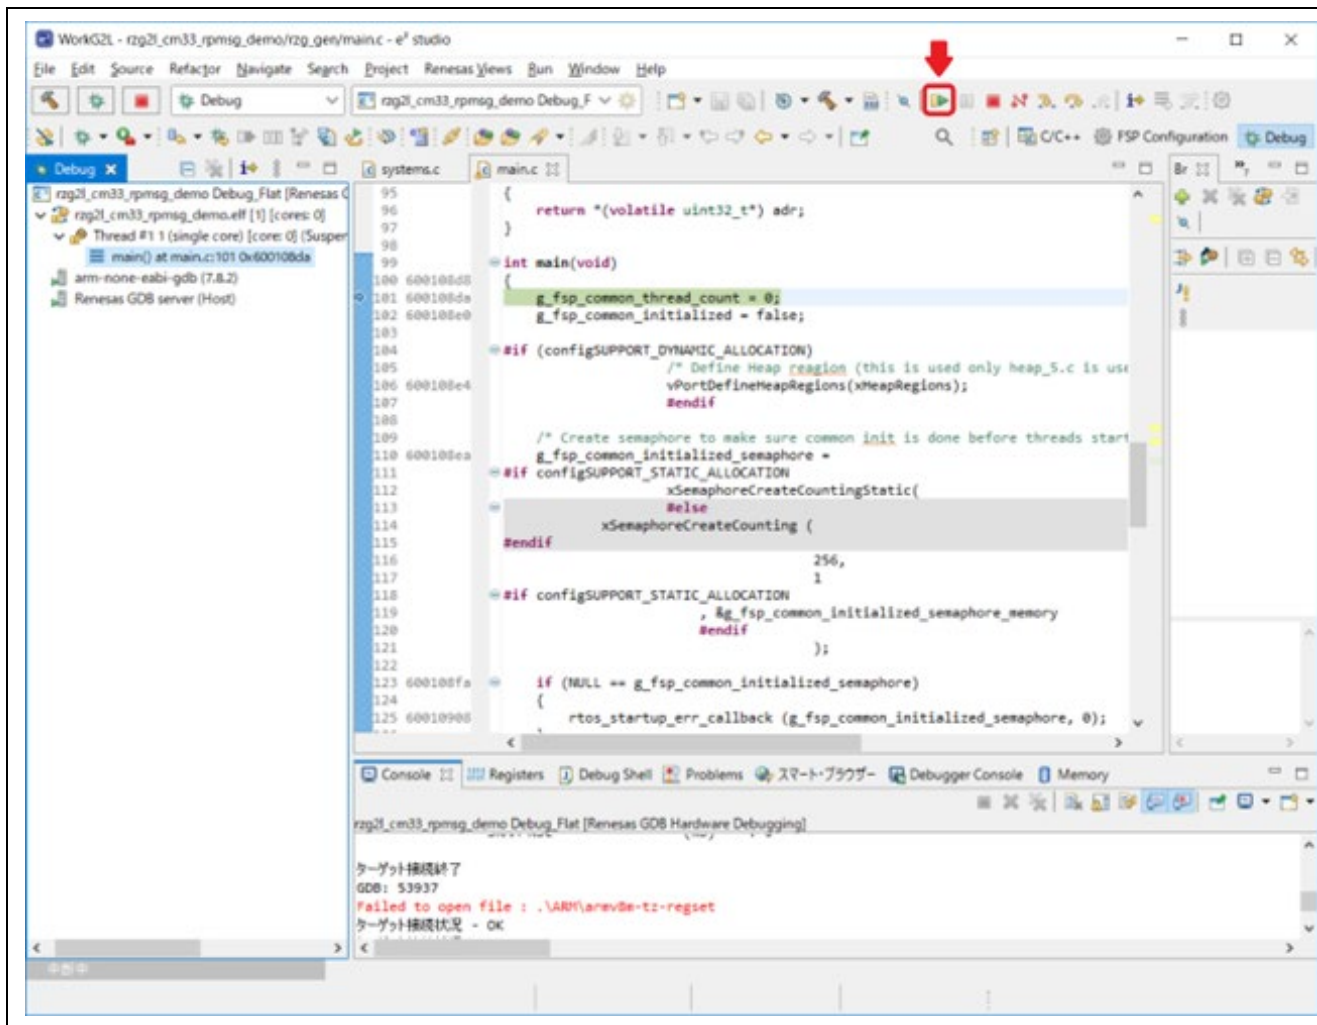 WorkG2L - rzg2l_cm33_rpmsg_demo/rzg_gen/main.c - e² studio
File Edit Source Refactor Navigate Search Project Renesas Views Run Window Help
Debug rzg2l_cm33_rpmsg_demo Debug_F
C/C++ FSP Configuration Debug
Debug systems.c main.c Br
rzg2l_cm33_rpmsg_demo Debug_Flat [Renesas G
rzg2l_cm33_rpmsg_demo.elf [1] [cores: 0]
Thread #1 1 (single core) [core: 0] (Susper
main() at main.c:101 0x600108da
arm-none-eabi-gdb (7.8.2)
Renesas GDB server (Host)
95 {
96 return *(volatile uint32_t*) adr;
97 }
98
99 int main(void)
100 600108d8 {
101 600108da g_fsp_common_thread_count = 0;
102 600108e0 g_fsp_common_initialized = false;
103
104 #if (configSUPPORT_DYNAMIC_ALLOCATION)
105 /* Define Heap reagion (this is used only heap_5.c is use
106 600108e4 vPortDefineHeapRegions(xHeapRegions);
107 #endif
108
109 /* Create semaphore to make sure common init is done before threads start
110 600108ea g_fsp_common_initialized_semaphore =
111 #if configSUPPORT_STATIC_ALLOCATION
112 xSemaphoreCreateCountingStatic(
113 #else
114 xSemaphoreCreateCounting (
115 #endif
116 256,
117 1
118 #if configSUPPORT_STATIC_ALLOCATION
119 , &g_fsp_common_initialized_semaphore_memory
120 #endif
121 );
122
123 600108fa if (NULL == g_fsp_common_initialized_semaphore)
124 {
125 60010908 rtos_startup_err_callback (g_fsp_common_initialized_semaphore, 0);
Console Registers Debug Shell Problems スマート・ブラウザー Debugger Console Memory
rzg2l_cm33_rpmsg_demo Debug_Flat [Renesas GDB Hardware Debugging]
ターゲット接続終了
GDB: 53937
Failed to open file : .\ARM\armv8m-tz-regset
ターゲット接続状況 - OK